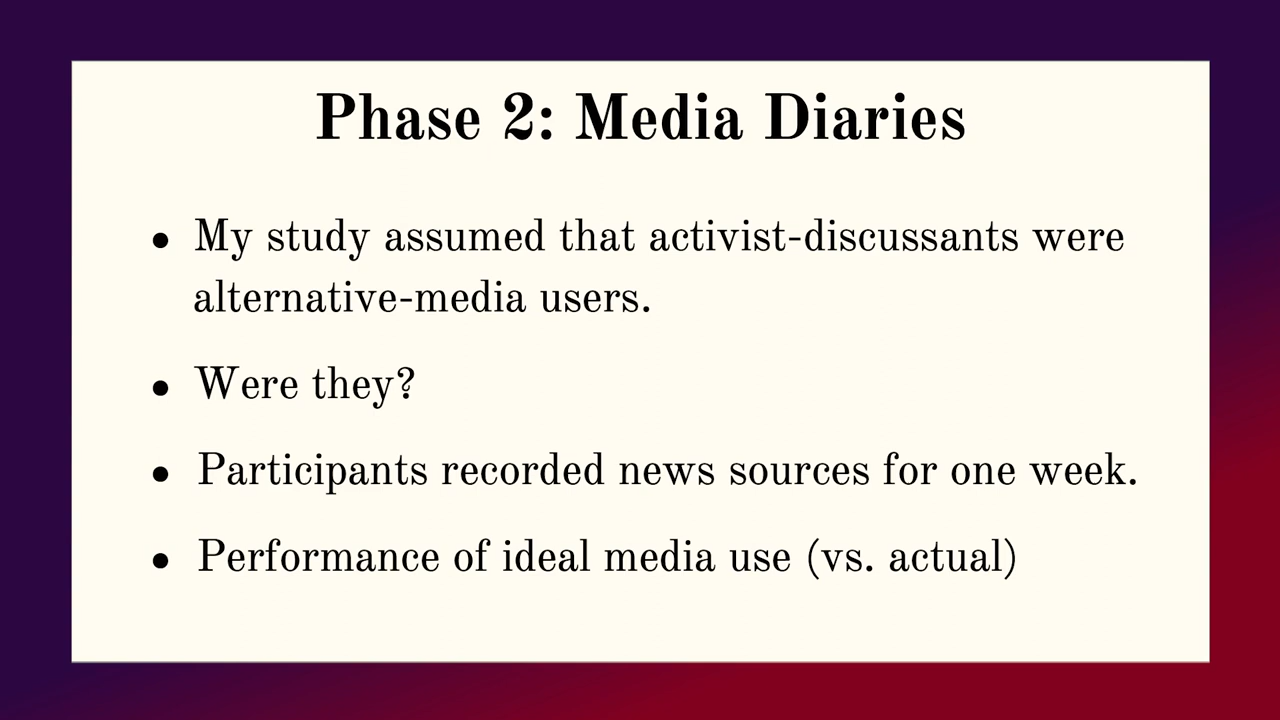 Phase 2: Media Diaries
• My study assumed that activist-discussants were
alternative-media users.
• Were they?
• Participants recorded news sources for one week.
• Performance of ideal media use (vs. actual)